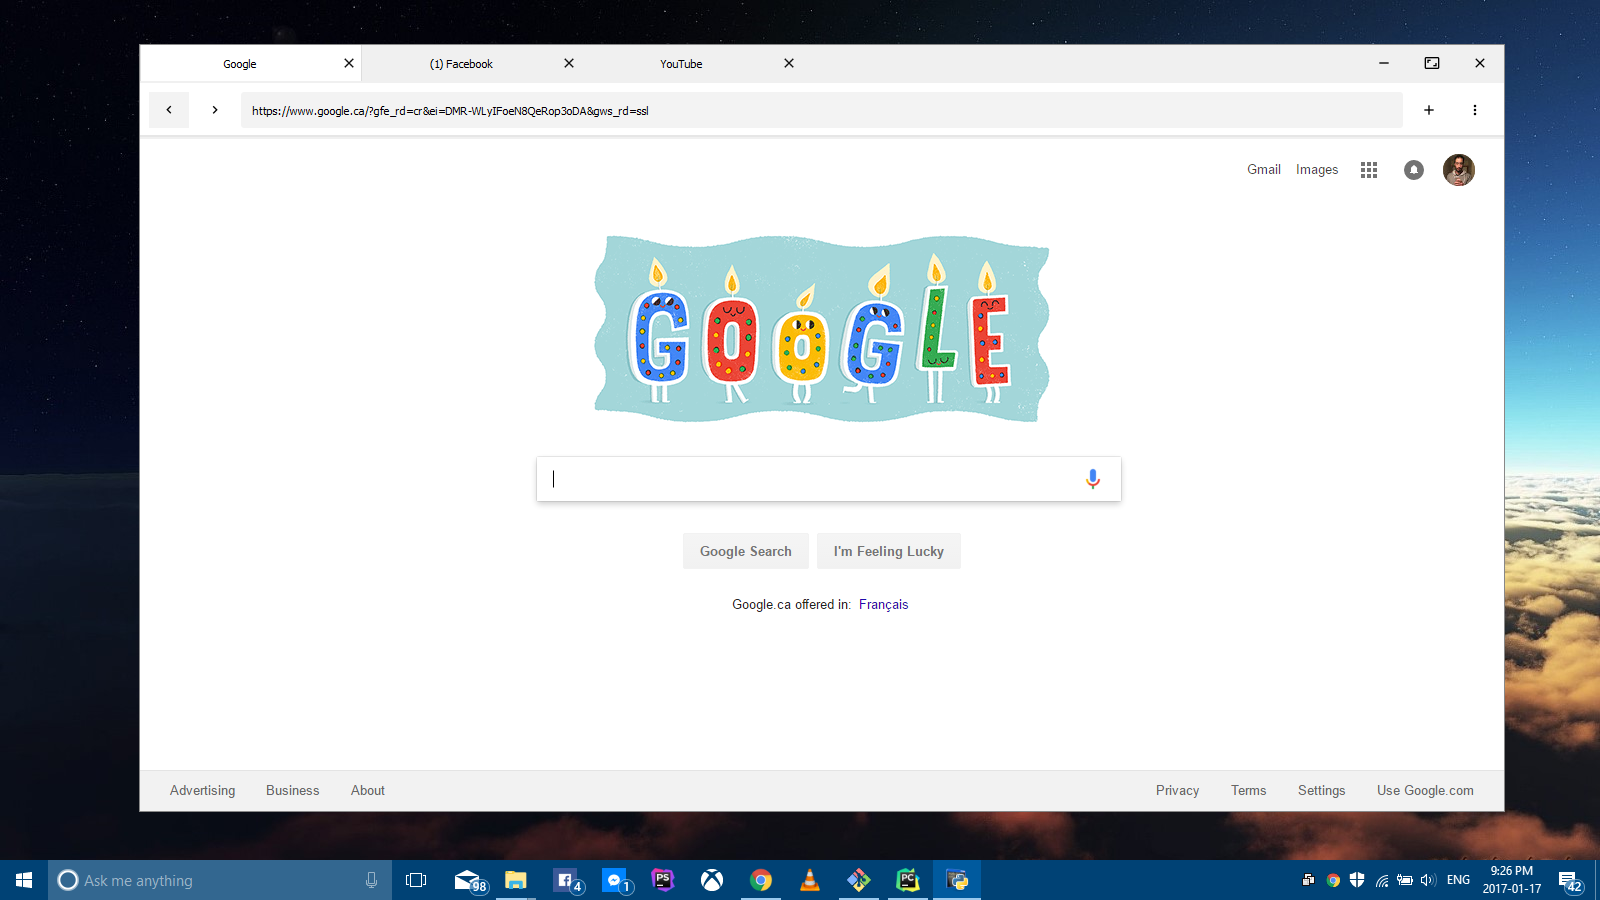 Google
(1) Facebook
YouTube
https://www.google.ca/?gfe_rd=cr&ei=DMR-WLyIFoeN8QeRop3oDA&gws_rd=ssl
Gmail Images
GOOGLE
Google Search I'm Feeling Lucky
Google.ca offered in: Français
Advertising Business About Privacy Terms Settings Use Google.com
Ask me anything
98
4
1
PS
PC
ENG
9:26 PM
2017-01-17
42